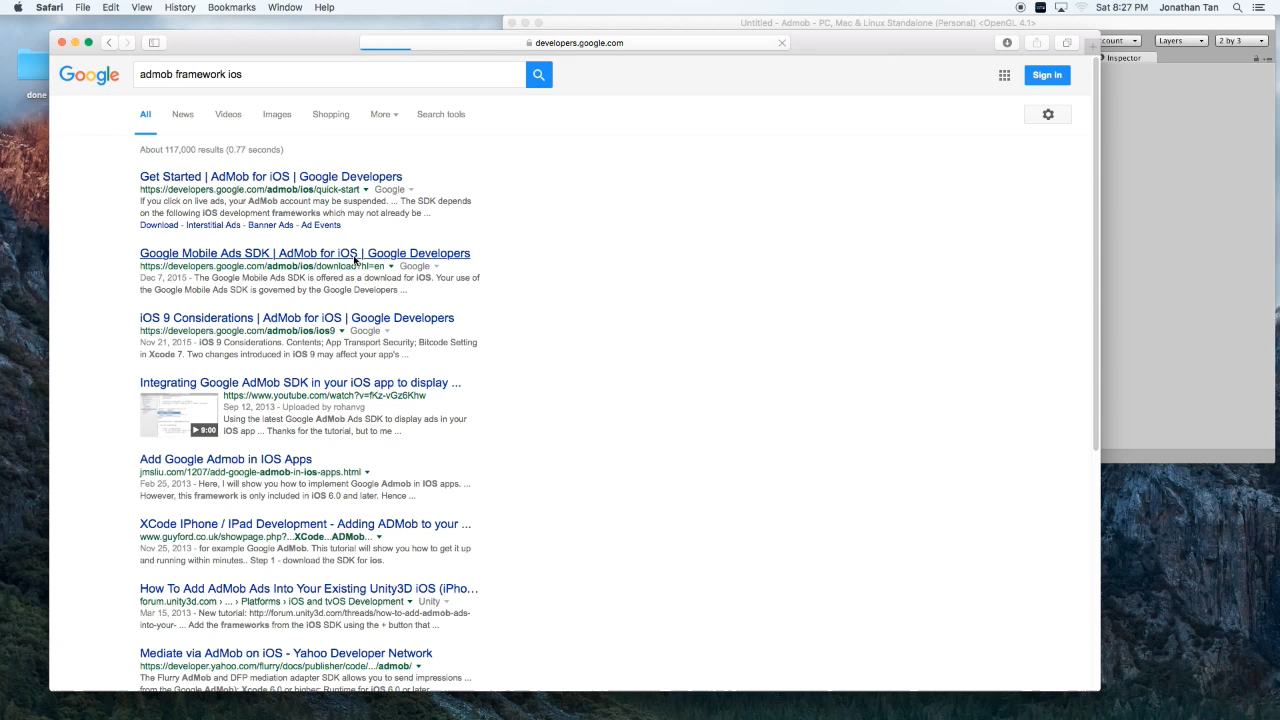 Safari File Edit View History Bookmarks Window Help Sat 8:27 PM Jonathan Tan
Untitled - Admob - PC, Mac & Linux Standalone (Personal) <OpenGL 4.1>
developers.google.com
count Layers 2 by 3
Inspector
Google admob framework ios Sign in
done
All News Videos Images Shopping More Search tools
About 117,000 results (0.77 seconds)
Get Started | AdMob for iOS | Google Developers
https://developers.google.com/admob/ios/quick-start Google
If you click on live ads, your AdMob account may be suspended. ... The SDK depends
on the following iOS development frameworks which may not already be ...
Download - Interstitial Ads - Banner Ads - Ad Events
Google Mobile Ads SDK | AdMob for iOS | Google Developers
https://developers.google.com/admob/ios/download?hl=en Google
Dec 7, 2015 - The Google Mobile Ads SDK is offered as a download for iOS. Your use of
the Google Mobile Ads SDK is governed by the Google Developers ...
iOS 9 Considerations | AdMob for iOS | Google Developers
https://developers.google.com/admob/ios/ios9 Google
Nov 21, 2015 - iOS 9 Considerations. Contents; App Transport Security; Bitcode Setting
in Xcode 7. Two changes introduced in iOS 9 may affect your app's ...
Integrating Google AdMob SDK in your iOS app to display ...
https://www.youtube.com/watch?v=fKz-vGz6Khw
Sep 12, 2013 - Uploaded by rohanvg
Using the latest Google AdMob Ads SDK to display ads in your
iOS app ... Thanks for the tutorial, but to me ...
9:00
Add Google Admob in IOS Apps
jmsliu.com/1207/add-google-admob-in-ios-apps.html
Feb 25, 2013 - Here, I will show you how to implement Google Admob in IOS apps. ...
However, this framework is only included in iOS 6.0 and later. Hence ...
XCode IPhone / IPad Development - Adding ADMob to your ...
www.guyford.co.uk/showpage.php?...XCode...ADMob...
Nov 25, 2013 - for example Google AdMob. This tutorial will show you how to get it up
and running within minutes.. Step 1 - download the SDK for ios.
How To Add AdMob Ads Into Your Existing Unity3D iOS (iPho...
forum.unity3d.com › ... › Platforms › iOS and tvOS Development Unity
Mar 15, 2013 - New tutorial: http://forum.unity3d.com/threads/how-to-add-admob-ads-
into-your- ... Add the frameworks from the iOS SDK using the + button that ...
Mediate via AdMob on iOS - Yahoo Developer Network
https://developer.yahoo.com/flurry/docs/publisher/code/.../admob/
The Flurry AdMob and DFP mediation adapter SDK allows you to send impressions ...
from the Google AdMob): Xcode 6.0 or higher; Runtime for iOS 6.0 or later.